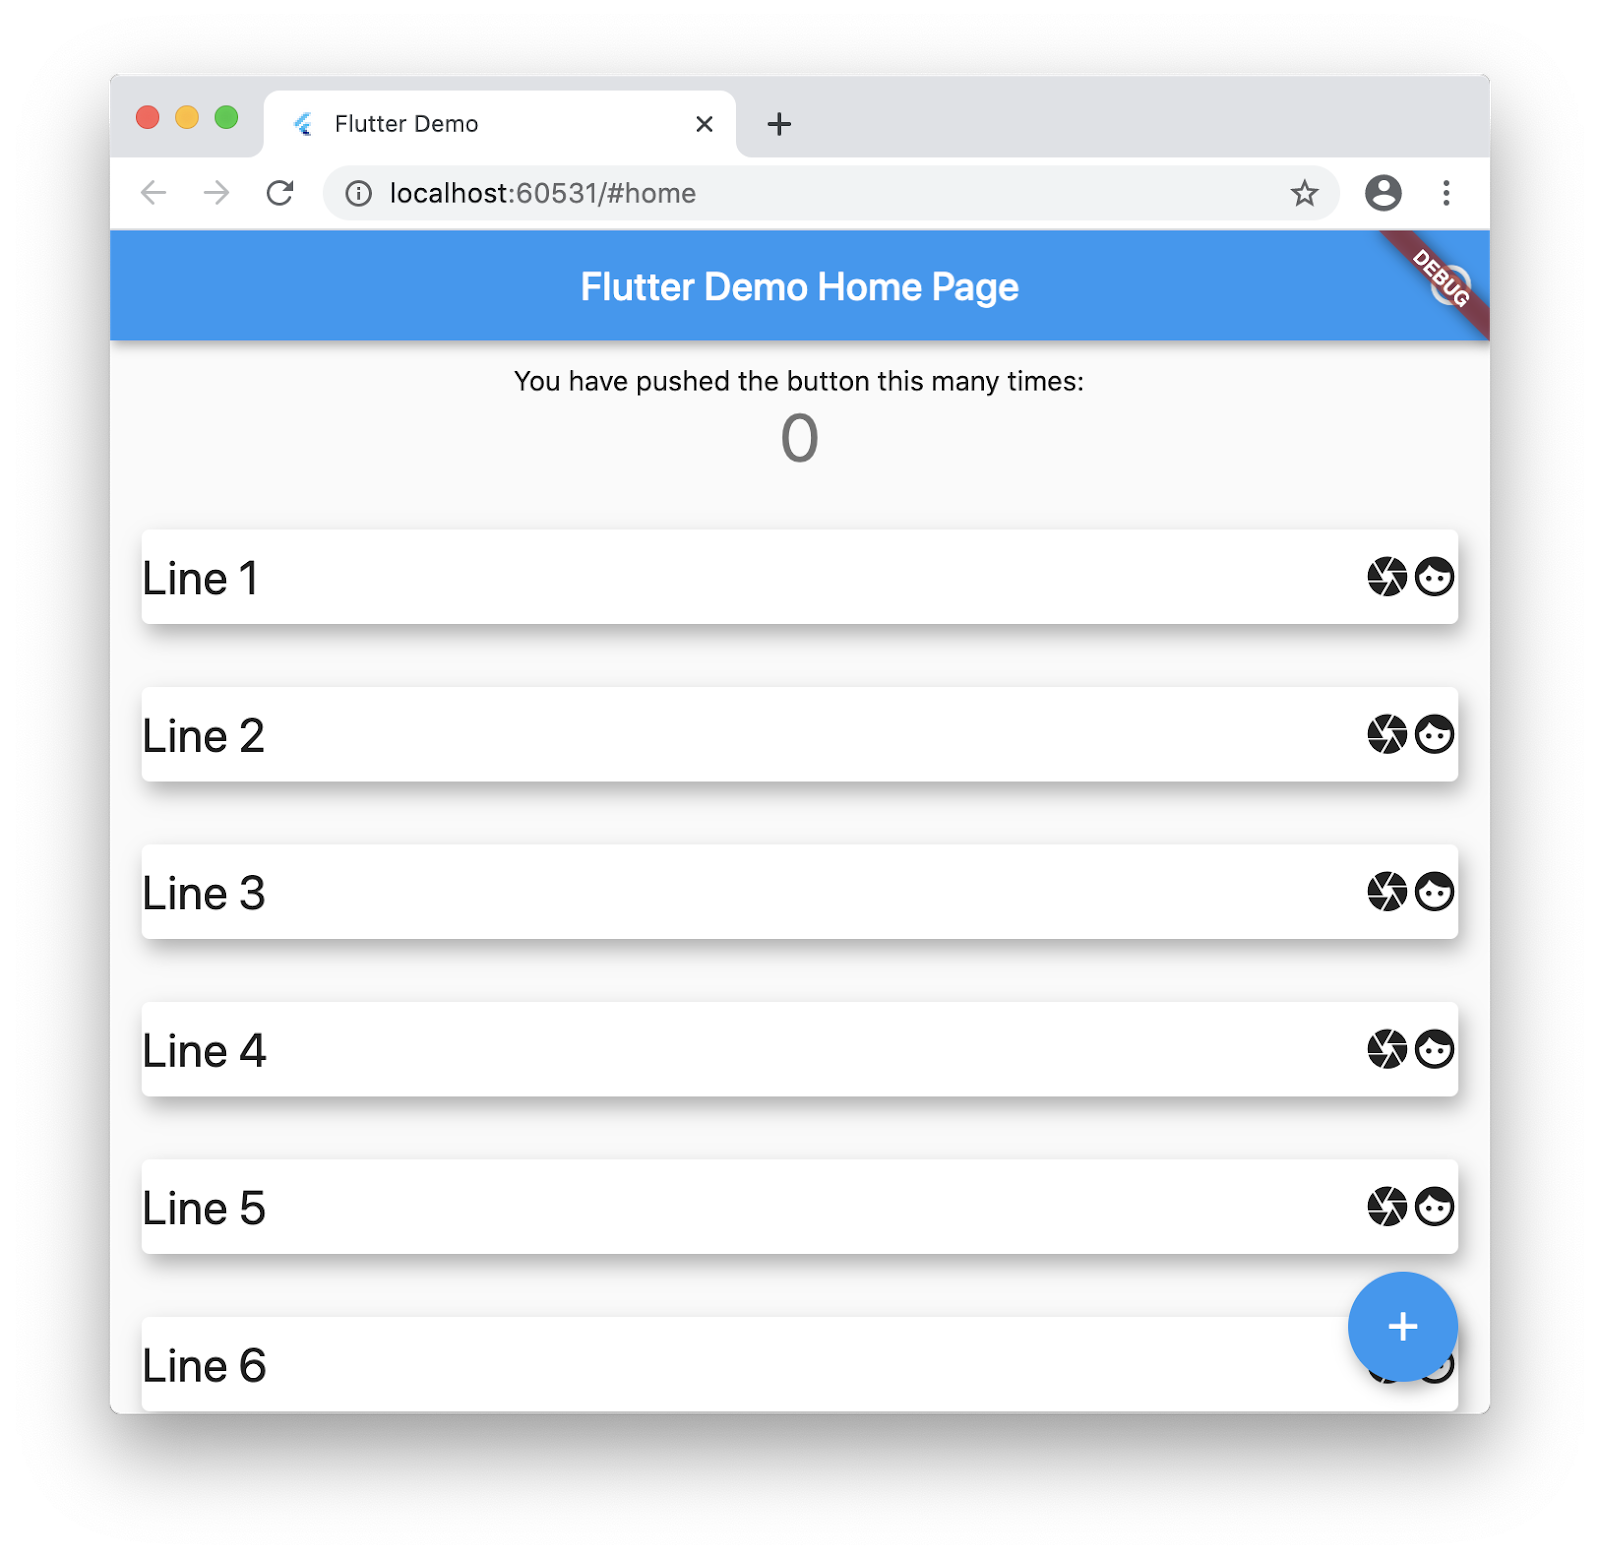 Flutter Demo
localhost:60531/#home
Flutter Demo Home Page
DEBUG
You have pushed the button this many times:
0
Line 1
Line 2
Line 3
Line 4
Line 5
Line 6